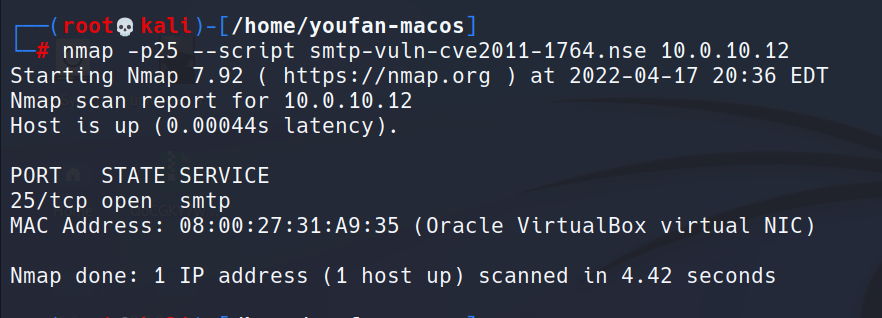 ┌──(root💀kali)-[/home/youfan-macos]
└─# nmap -p25 --script smtp-vuln-cve2011-1764.nse 10.0.10.12
Starting Nmap 7.92 ( https://nmap.org ) at 2022-04-17 20:36 EDT
Nmap scan report for 10.0.10.12
Host is up (0.00044s latency).
PORT   STATE SERVICE
25/tcp open  smtp
MAC Address: 08:00:27:31:A9:35 (Oracle VirtualBox virtual NIC)
Nmap done: 1 IP address (1 host up) scanned in 4.42 seconds